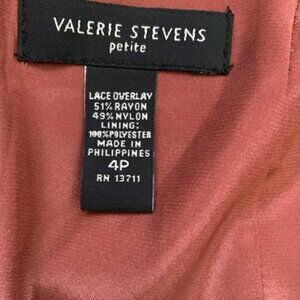 VALERIE STEVENS
petite
LACE OVERLAY
51% RAYON
49% NYLON
LINING:
100% POLYESTER
MADE IN
PHILIPPINES
4P
RN 13711